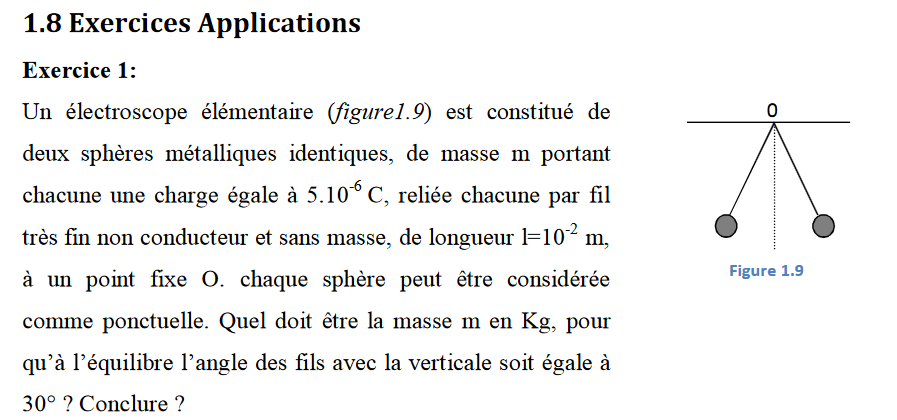 1.8 Exercices Applications
Exercice 1:
Un électroscope élémentaire (figure1.9) est constitué de
deux sphères métalliques identiques, de masse m portant
chacune une charge égale à 5.10⁻⁶ C, reliée chacune par fil
très fin non conducteur et sans masse, de longueur l=10⁻² m,
à un point fixe O. chaque sphère peut être considérée
comme ponctuelle. Quel doit être la masse m en Kg, pour
qu’à l’équilibre l’angle des fils avec la verticale soit égale à
30° ? Conclure ?
O
Figure 1.9